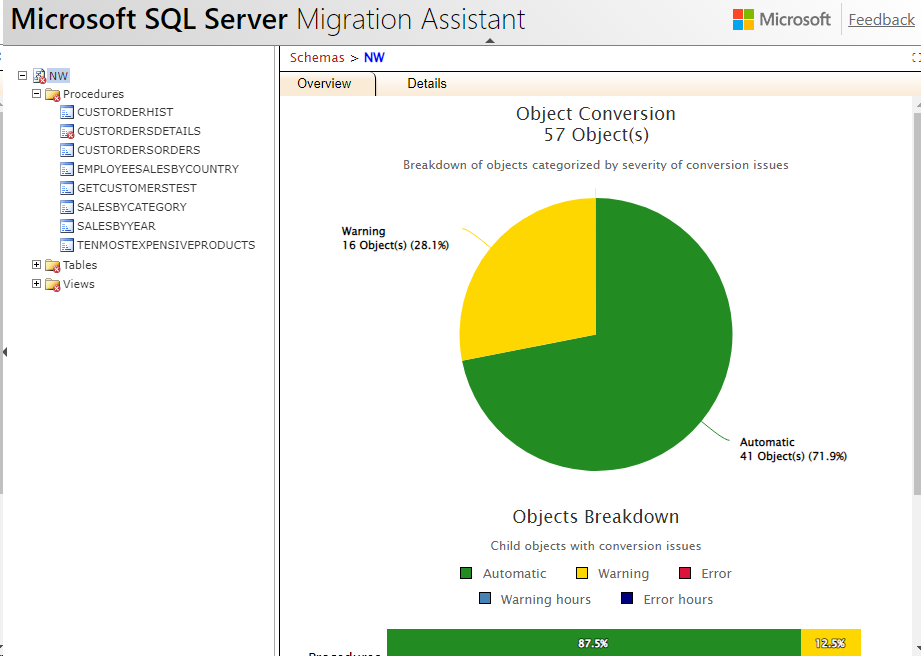 Microsoft SQL Server Migration Assistant
Microsoft
Feedback
NW
Procedures
CUSTORDERHIST
CUSTORDERSDETAILS
CUSTORDERSORDERS
EMPLOYEESALESBYCOUNTRY
GETCUSTOMERSTEST
SALESBYCATEGORY
SALESBYYEAR
TENMOSTEXPENSIVEPRODUCTS
Tables
Views
Schemas > NW
Overview Details
Object Conversion
57 Object(s)
Breakdown of objects categorized by severity of conversion issues
Warning
16 Object(s) (28.1%)
Automatic
41 Object(s) (71.9%)
Objects Breakdown
Child objects with conversion issues
Automatic Warning Error
Warning hours Error hours
87.5% 12.5%
Procedures